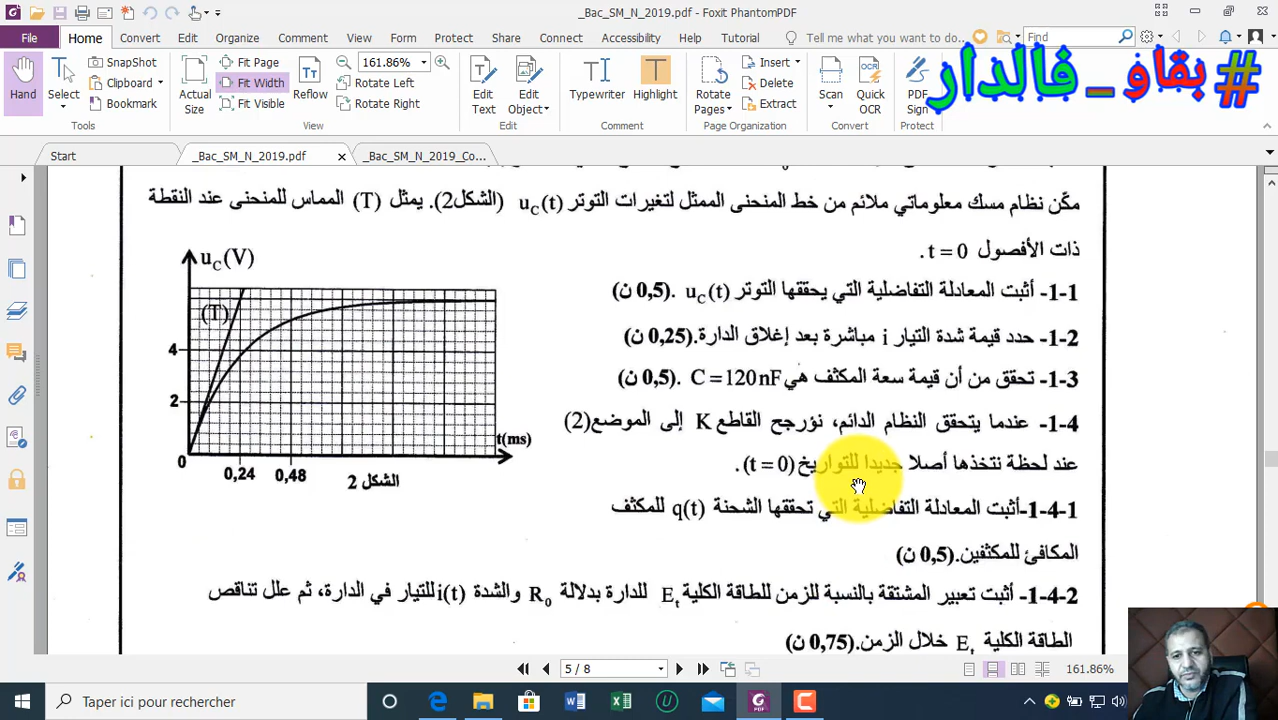 _Bac_SM_N_2019.pdf - Foxit PhantomPDF
File Home Convert Edit Organize Comment View Form Protect Share Connect Accessibility Help Tutorial Tell me what you want to do... Find
Hand
Select
SnapShot
Clipboard
Bookmark
Tools
Actual Size
Fit Page
Fit Width
Fit Visible
View
161.86%
Rotate Left
Rotate Right
View
Edit Text
Edit Object
Edit
Typewriter
Highlight
Comment
Rotate Pages
Insert
Delete
Extract
Page Organization
Scan
Quick OCR
Convert
PDF Sign
Protect
#بقاو_فالدار
Start
_Bac_SM_N_2019.pdf
_Bac_SM_N_2019_Co...
مكّن نظام مسك معلوماتي ملائم من خط المنحنى الممثل لتغيرات التوتر uC(t) (الشكل2). يمثل (T) المماس للمنحنى عند النقطة
ذات الأفصول t = 0 .
1-1- أثبت المعادلة التفاضلية التي يحققها التوتر uC(t) .(0,5 ن)
1-2- حدد قيمة شدة التيار i مباشرة بعد إغلاق الدارة.(0,25 ن)
1-3- تحقق من أن قيمة سعة المكثف هي C = 120 nF .(0,5 ن)
1-4- عندما يتحقق النظام الدائم، نؤرجح القاطع K إلى الموضع(2)
عند لحظة نتخذها أصلا جديدا للتواريخ (t = 0) .
1-4-1-أثبت المعادلة التفاضلية التي تحققها الشحنة q(t) للمكثف
المكافئ للمكثفين.(0,5 ن)
1-4-2- أثبت تعبير المشتقة بالنسبة للزمن للطاقة الكلية Et للدارة بدلالة R0 والشدة i(t) للتيار في الدارة، ثم علل تناقص
الطاقة الكلية Et خلال الزمن.(0,75 ن)
uC(V)
(T)
4
2
0
0,24
0,48
t(ms)
الشكل 2
5 / 8
161.86%
Taper ici pour rechercher